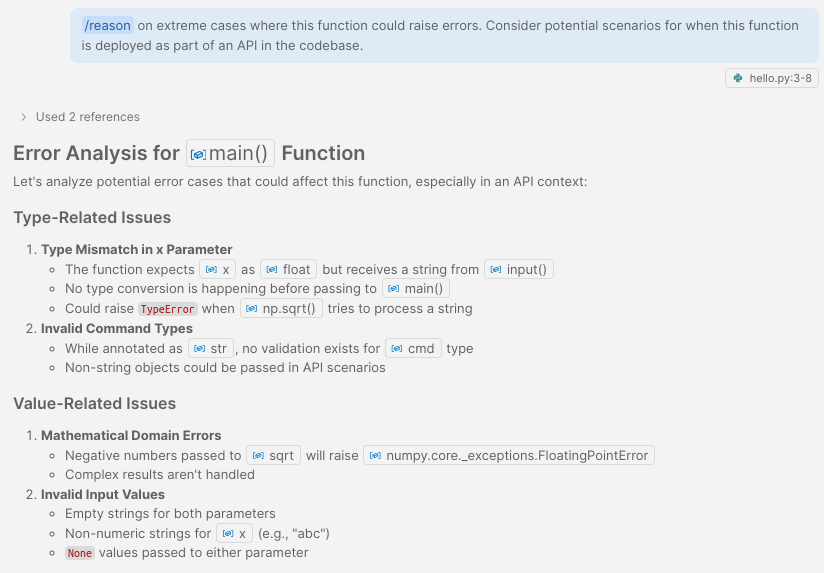 /reason on extreme cases where this function could raise errors. Consider potential scenarios for when this function
is deployed as part of an API in the codebase.
hello.py:3-8
Used 2 references
Error Analysis for main() Function
Let's analyze potential error cases that could affect this function, especially in an API context:
Type-Related Issues
1. Type Mismatch in x Parameter
The function expects x as float but receives a string from input()
No type conversion is happening before passing to main()
Could raise TypeError when np.sqrt() tries to process a string
2. Invalid Command Types
While annotated as str , no validation exists for cmd type
Non-string objects could be passed in API scenarios
Value-Related Issues
1. Mathematical Domain Errors
Negative numbers passed to sqrt will raise numpy.core._exceptions.FloatingPointError
Complex results aren't handled
2. Invalid Input Values
Empty strings for both parameters
Non-numeric strings for x (e.g., "abc")
None values passed to either parameter